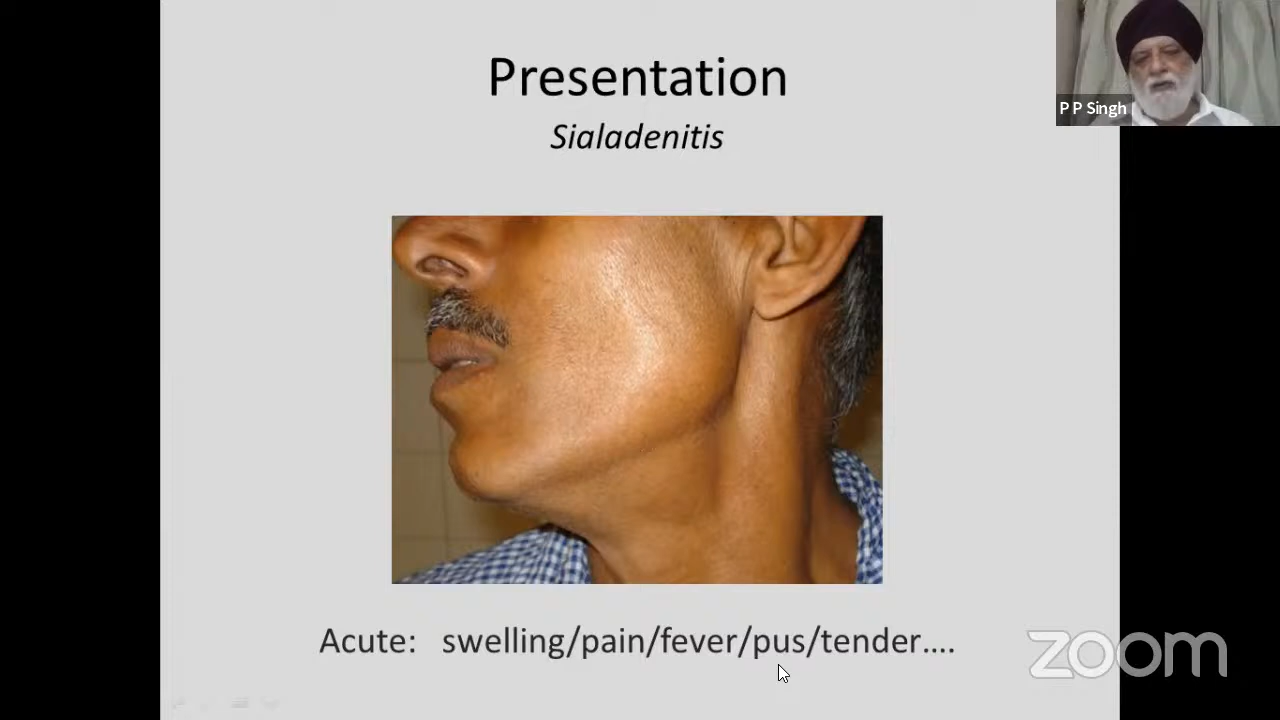 Presentation
Sialadenitis
P P Singh
Acute: swelling/pain/fever/pus/tender....
zoom